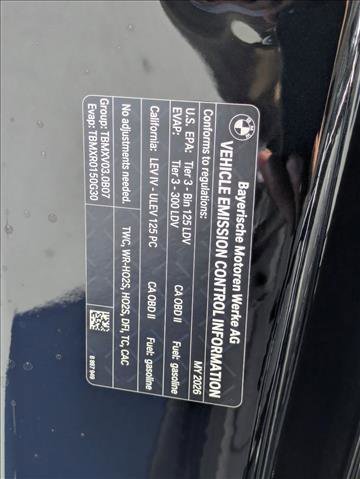 BMW
Bayerische Motoren Werke AG
VEHICLE EMISSION CONTROL INFORMATION
Conforms to regulations: MY 2026
U.S. EPA: Tier 3 - Bin 125 LDV CA OBD II Fuel: gasoline
EVAP: Tier 3 - 300 LDV
California: LEV IV - ULEV 125 PC CA OBD II Fuel: gasoline
No adjustments needed. TWC, WR-HO2S, HO2S, DFI, TC, CAC
Group: TBMXV03.0B07
Evap: TBMXR0150G30